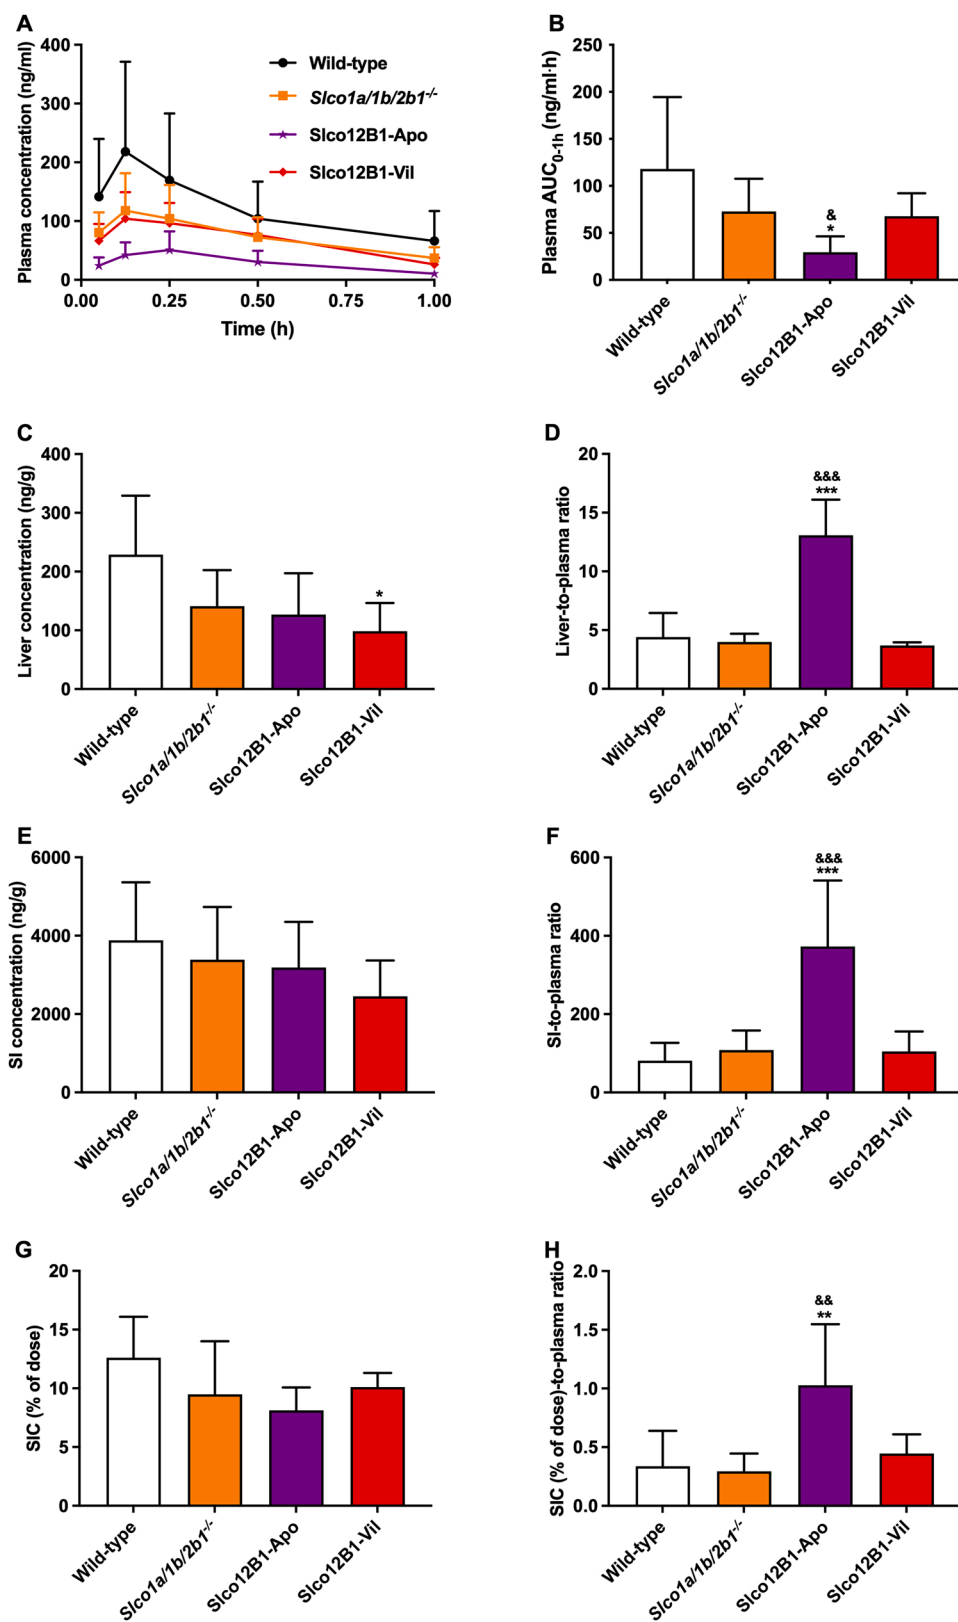 A
Plasma concentration (ng/ml)
400
300
200
100
0
0.00
0.25
0.50
0.75
1.00
Time (h)
Wild-type
Slco1a/1b/2b1-/-
Slco12B1-Apo
Slco12B1-Vil
B
Plasma AUC0-1h (ng/ml·h)
250
200
150
100
50
0
&
*
Wild-type
Slco1a/1b/2b1-/-
Slco12B1-Apo
Slco12B1-Vil
C
Liver concentration (ng/g)
400
300
200
100
0
*
Wild-type
Slco1a/1b/2b1-/-
Slco12B1-Apo
Slco12B1-Vil
D
Liver-to-plasma ratio
20
15
10
5
0
&&&
***
Wild-type
Slco1a/1b/2b1-/-
Slco12B1-Apo
Slco12B1-Vil
E
SI concentration (ng/g)
6000
4000
2000
0
Wild-type
Slco1a/1b/2b1-/-
Slco12B1-Apo
Slco12B1-Vil
F
SI-to-plasma ratio
600
400
200
0
&&&
***
Wild-type
Slco1a/1b/2b1-/-
Slco12B1-Apo
Slco12B1-Vil
G
SIC (% of dose)
20
15
10
5
0
Wild-type
Slco1a/1b/2b1-/-
Slco12B1-Apo
Slco12B1-Vil
H
SIC (% of dose)-to-plasma ratio
2.0
1.5
1.0
0.5
0.0
&&
**
Wild-type
Slco1a/1b/2b1-/-
Slco12B1-Apo
Slco12B1-Vil